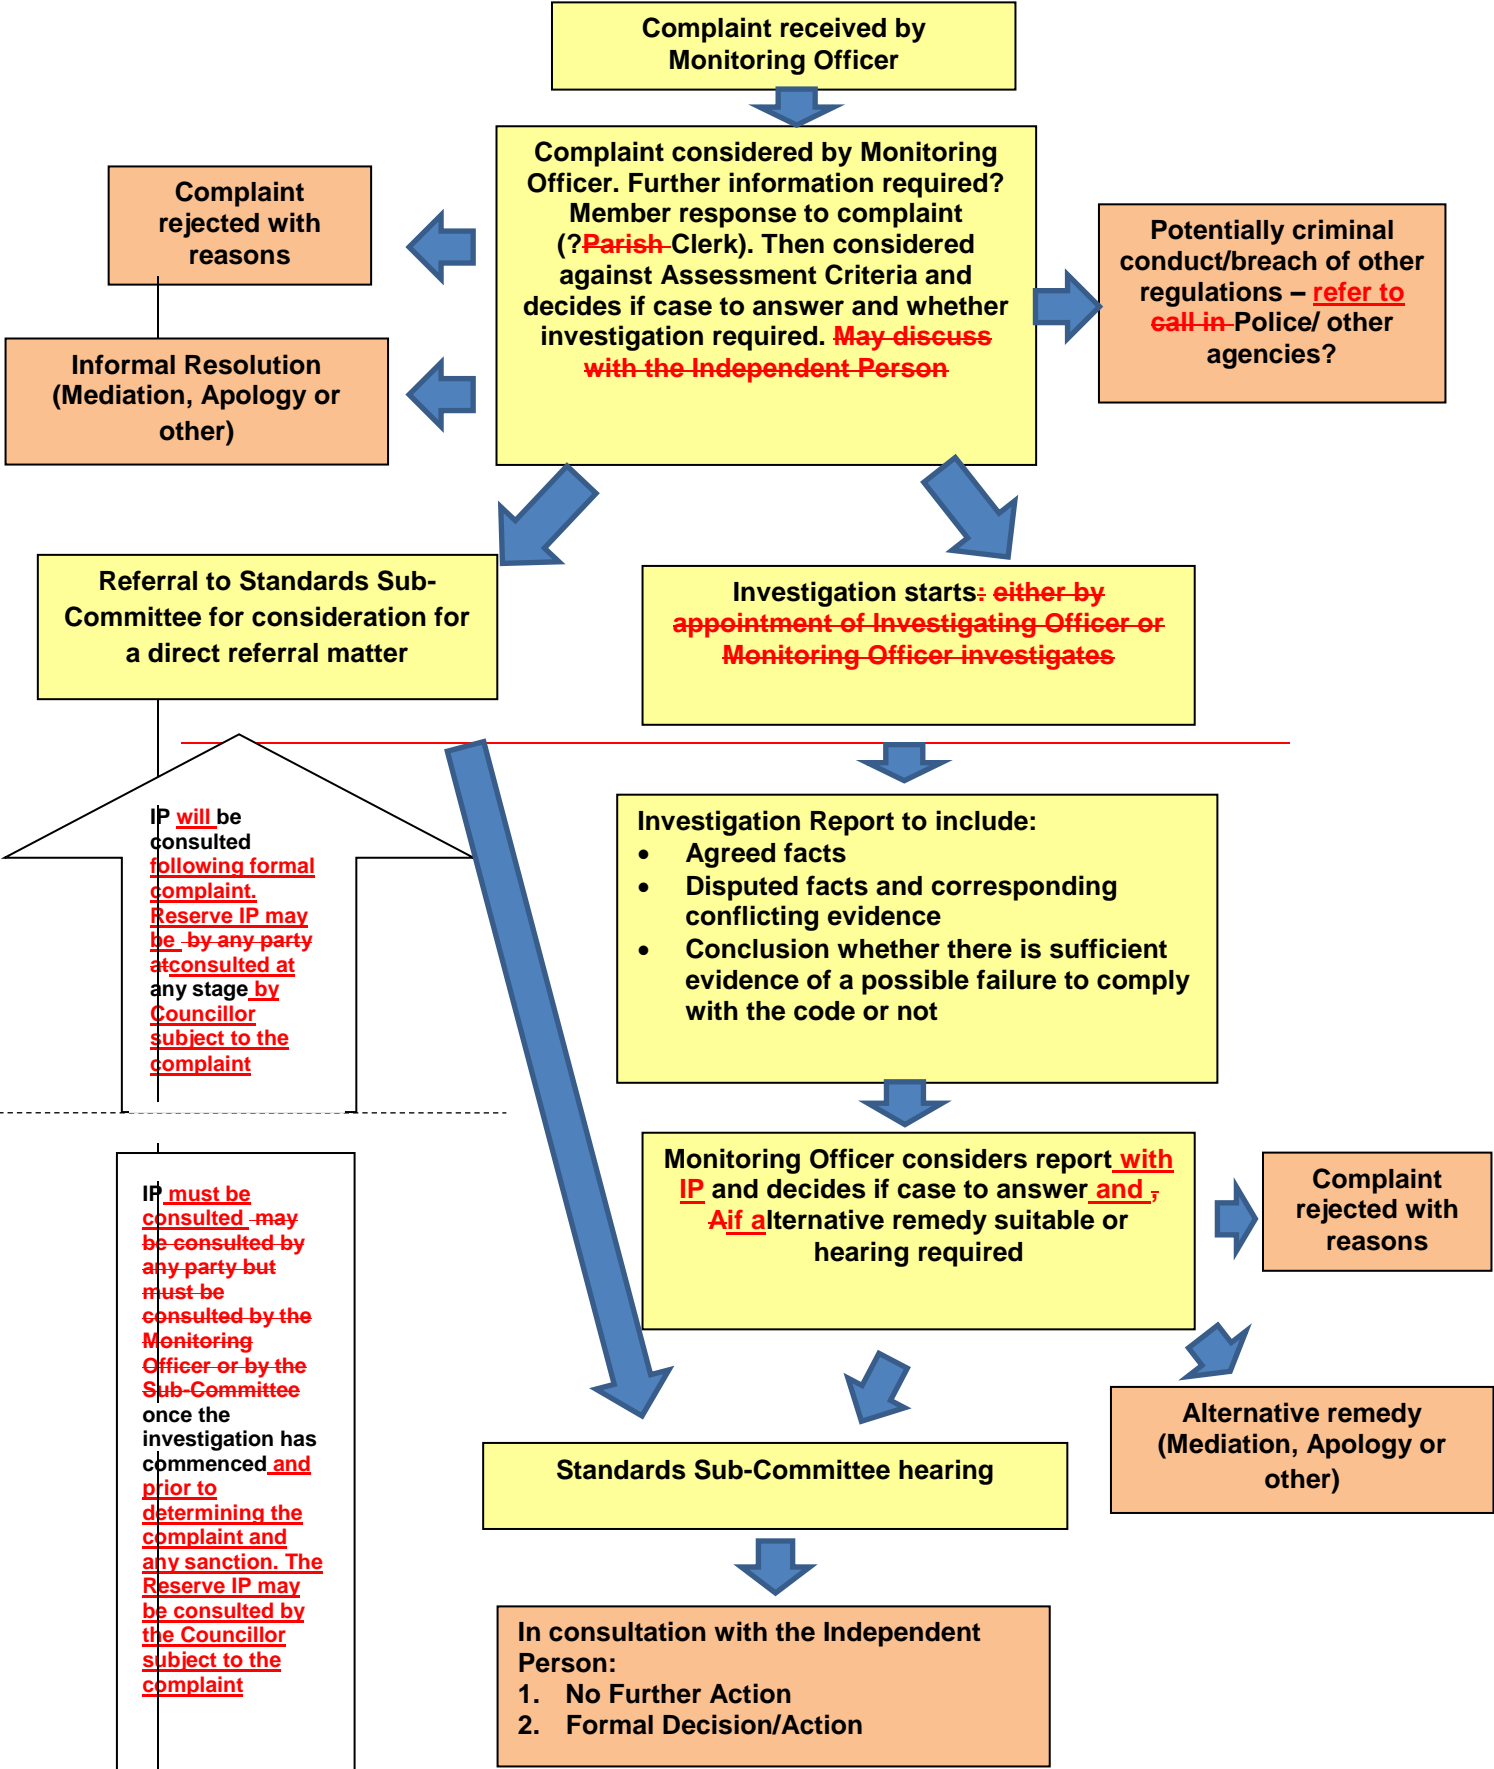 Complaint received by
Monitoring Officer
Complaint considered by Monitoring
Officer. Further information required?
Member response to complaint
(?Parish Clerk). Then considered
against Assessment Criteria and
decides if case to answer and whether
investigation required. May discuss
with the Independent Person
Complaint
rejected with
reasons
Informal Resolution
(Mediation, Apology or
other)
Potentially criminal
conduct/breach of other
regulations – refer to
call in Police/ other
agencies?
Referral to Standards Sub-
Committee for consideration for
a direct referral matter
Investigation starts: either by
appointment of Investigating Officer or
Monitoring Officer investigates
IP will be
consulted
following formal
complaint.
Reserve IP may
be by any party
atconsulted at
any stage by
Councillor
subject to the
complaint
Investigation Report to include:
• Agreed facts
• Disputed facts and corresponding
conflicting evidence
• Conclusion whether there is sufficient
evidence of a possible failure to comply
with the code or not
Monitoring Officer considers report with
IP and decides if case to answer and ,
Aif alternative remedy suitable or
hearing required
Complaint
rejected with
reasons
Alternative remedy
(Mediation, Apology or
other)
IP must be
consulted may
be consulted by
any party but
must be
consulted by the
Monitoring
Officer or by the
Sub-Committee
once the
investigation has
commenced and
prior to
determining the
complaint and
any sanction. The
Reserve IP may
be consulted by
the Councillor
subject to the
complaint
Standards Sub-Committee hearing
In consultation with the Independent
Person:
1. No Further Action
2. Formal Decision/Action